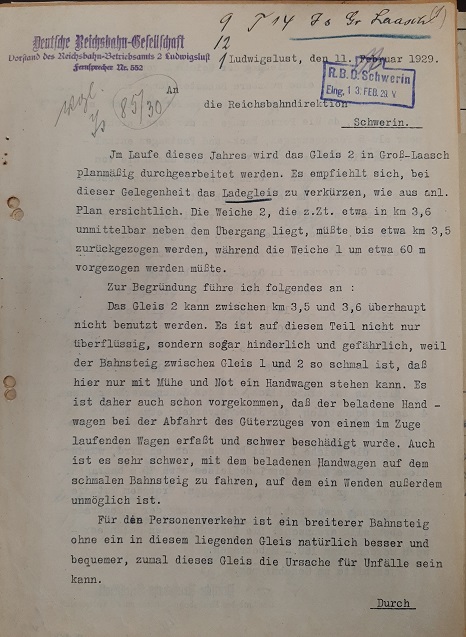 9 T 14 Fs Gr Laasch (1)
12
1
Deutsche Reichsbahn-Gesellschaft
Vorstand des Reichsbahn-Betriebsamts 2 Ludwigslust
Fernsprecher Nr. 552
Ludwigslust, den 11. Februar 1929.
R.B.D. Schwerin
Eing. 13. FEB. 29. V
85/30
An
die Reichsbahndirektion
Schwerin.
Jm Laufe dieses Jahres wird das Gleis 2 in Groß-Laasch
planmäßig durchgearbeitet werden. Es empfiehlt sich, bei
dieser Gelegenheit das Ladegleis zu verkürzen, wie aus anl.
Plan ersichtlich. Die Weiche 2, die z.Zt. etwa in km 3,6
unmittelbar neben dem Übergang liegt, müßte bis etwa km 3,5
zurückgezogen werden, während die Weiche 1 um etwa 60 m
vorgezogen werden müßte.
Zur Begründung führe ich folgendes an :
Das Gleis 2 kann zwischen km 3,5 und 3,6 überhaupt
nicht benutzt werden. Es ist auf diesem Teil nicht nur
überflüssig, sondern sogar hinderlich und gefährlich, weil
der Bahnsteig zwischen Gleis 1 und 2 so schmal ist, daß
hier nur mit Mühe und Not ein Handwagen stehen kann. Es
ist daher auch schon vorgekommen, daß der beladene Hand -
wagen bei der Abfahrt des Güterzuges von einem im Zuge
laufenden Wagen erfaßt und schwer beschädigt wurde. Auch
ist es sehr schwer, mit dem beladenen Handwagen auf dem
schmalen Bahnsteig zu fahren, auf dem ein Wenden außerdem
unmöglich ist.
Für den Personenverkehr ist ein breiterer Bahnsteig
ohne ein in diesem liegenden Gleis natürlich besser und
bequemer, zumal dieses Gleis die Ursache für Unfälle sein
kann.
Durch